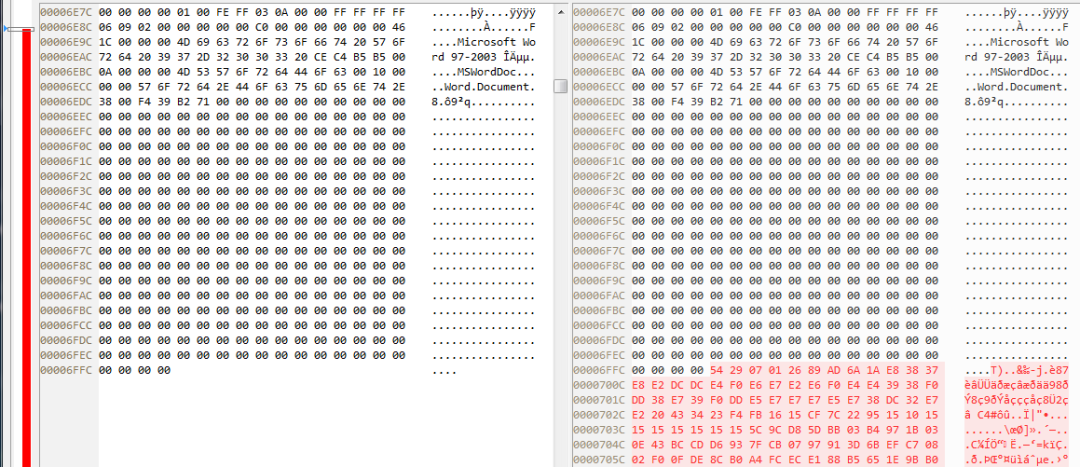 00006E7C 00 00 00 00 01 00 FE FF 03 0A 00 00 FF FF FF FF ......þÿ....ÿÿÿÿ
00006E8C 06 09 02 00 00 00 00 00 C0 00 00 00 00 00 00 46 ........À......F
00006E9C 1C 00 00 00 4D 69 63 72 6F 73 6F 66 74 20 57 6F ....Microsoft Wo
00006EAC 72 64 20 39 37 2D 32 30 30 33 20 CE C4 B5 B5 00 rd 97-2003 ÎÄµµ.
00006EBC 0A 00 00 00 4D 53 57 6F 72 64 44 6F 63 00 10 00 ....MSWordDoc...
00006ECC 00 00 57 6F 72 64 2E 44 6F 63 75 6D 65 6E 74 2E ..Word.Document.
00006EDC 38 00 F4 39 B2 71 00 00 00 00 00 00 00 00 00 00 8.ô9²q..........
00006EEC 00 00 00 00 00 00 00 00 00 00 00 00 00 00 00 00 ................
00006EFC 00 00 00 00 00 00 00 00 00 00 00 00 00 00 00 00 ................
00006F0C 00 00 00 00 00 00 00 00 00 00 00 00 00 00 00 00 ................
00006F1C 00 00 00 00 00 00 00 00 00 00 00 00 00 00 00 00 ................
00006F2C 00 00 00 00 00 00 00 00 00 00 00 00 00 00 00 00 ................
00006F3C 00 00 00 00 00 00 00 00 00 00 00 00 00 00 00 00 ................
00006F4C 00 00 00 00 00 00 00 00 00 00 00 00 00 00 00 00 ................
00006F5C 00 00 00 00 00 00 00 00 00 00 00 00 00 00 00 00 ................
00006F6C 00 00 00 00 00 00 00 00 00 00 00 00 00 00 00 00 ................
00006F7C 00 00 00 00 00 00 00 00 00 00 00 00 00 00 00 00 ................
00006F8C 00 00 00 00 00 00 00 00 00 00 00 00 00 00 00 00 ................
00006F9C 00 00 00 00 00 00 00 00 00 00 00 00 00 00 00 00 ................
00006FAC 00 00 00 00 00 00 00 00 00 00 00 00 00 00 00 00 ................
00006FBC 00 00 00 00 00 00 00 00 00 00 00 00 00 00 00 00 ................
00006FCC 00 00 00 00 00 00 00 00 00 00 00 00 00 00 00 00 ................
00006FDC 00 00 00 00 00 00 00 00 00 00 00 00 00 00 00 00 ................
00006FEC 00 00 00 00 00 00 00 00 00 00 00 00 00 00 00 00 ................
00006FFC 00 00 00 00 ....
00006E7C 00 00 00 00 01 00 FE FF 03 0A 00 00 FF FF FF FF ......þÿ....ÿÿÿÿ
00006E8C 06 09 02 00 00 00 00 00 C0 00 00 00 00 00 00 46 ........À......F
00006E9C 1C 00 00 00 4D 69 63 72 6F 73 6F 66 74 20 57 6F ....Microsoft Wo
00006EAC 72 64 20 39 37 2D 32 30 30 33 20 CE C4 B5 B5 00 rd 97-2003 ÎÄµµ.
00006EBC 0A 00 00 00 4D 53 57 6F 72 64 44 6F 63 00 10 00 ....MSWordDoc...
00006ECC 00 00 57 6F 72 64 2E 44 6F 63 75 6D 65 6E 74 2E ..Word.Document.
00006EDC 38 00 F4 39 B2 71 00 00 00 00 00 00 00 00 00 00 8.ô9²q..........
00006EEC 00 00 00 00 00 00 00 00 00 00 00 00 00 00 00 00 ................
00006EFC 00 00 00 00 00 00 00 00 00 00 00 00 00 00 00 00 ................
00006F0C 00 00 00 00 00 00 00 00 00 00 00 00 00 00 00 00 ................
00006F1C 00 00 00 00 00 00 00 00 00 00 00 00 00 00 00 00 ................
00006F2C 00 00 00 00 00 00 00 00 00 00 00 00 00 00 00 00 ................
00006F3C 00 00 00 00 00 00 00 00 00 00 00 00 00 00 00 00 ................
00006F4C 00 00 00 00 00 00 00 00 00 00 00 00 00 00 00 00 ................
00006F5C 00 00 00 00 00 00 00 00 00 00 00 00 00 00 00 00 ................
00006F6C 00 00 00 00 00 00 00 00 00 00 00 00 00 00 00 00 ................
00006F7C 00 00 00 00 00 00 00 00 00 00 00 00 00 00 00 00 ................
00006F8C 00 00 00 00 00 00 00 00 00 00 00 00 00 00 00 00 ................
00006F9C 00 00 00 00 00 00 00 00 00 00 00 00 00 00 00 00 ................
00006FAC 00 00 00 00 00 00 00 00 00 00 00 00 00 00 00 00 ................
00006FBC 00 00 00 00 00 00 00 00 00 00 00 00 00 00 00 00 ................
00006FCC 00 00 00 00 00 00 00 00 00 00 00 00 00 00 00 00 ................
00006FDC 00 00 00 00 00 00 00 00 00 00 00 00 00 00 00 00 ................
00006FEC 00 00 00 00 00 00 00 00 00 00 00 00 00 00 00 00 ................
00006FFC 00 00 00 00 54 29 07 01 26 89 AD 6A 1A E8 38 37 ....T)..&‰-j.è87
0000700C E8 E2 DC DC E4 F0 E6 E7 E2 E6 F0 E4 E4 39 38 F0 èâÜÜäðæçâæðää98ð
0000701C DD 38 E7 39 F0 DD E5 E7 E7 E7 E5 E7 38 DC 32 E7 Ý8ç9ðÝåçççåç8Ü2ç
0000702C E2 20 43 34 23 F4 FB 16 15 CF 7C 22 95 15 10 15 â C4#ôû..Ï|"•...
0000703C 15 15 15 15 15 15 5C 9C D8 5D BB 03 B4 97 1B 03 ......\œØ]».´—..
0000704C 0E 43 BC CD D6 93 7F CB 07 97 91 3D 6B EF C7 08 .C¼ÍÖ“.Ë.—‘=kïÇ.
0000705C 02 F0 0F DE 8C B0 A4 FC EC E1 88 B5 65 1E 9B B0 .ð.ÞŒ°¤üìáˆµe.›°